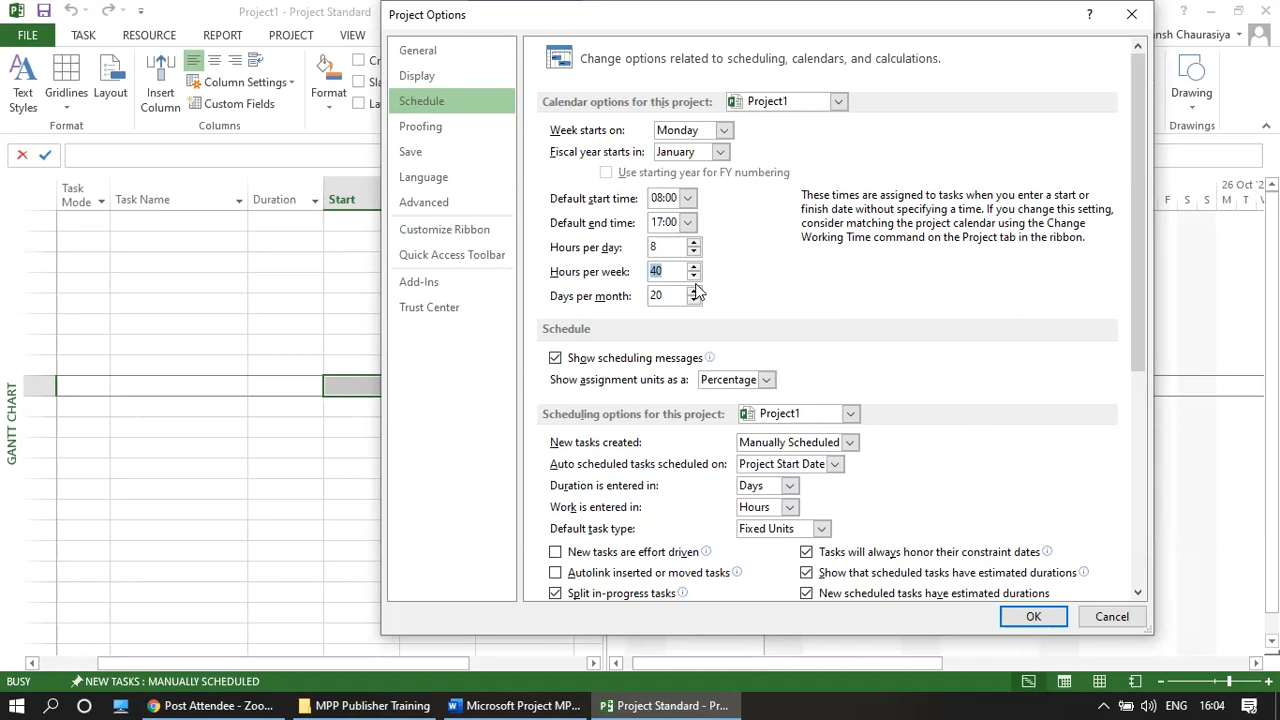 Project1 - Project Standard
Project Options
?
FILE
TASK
RESOURCE
REPORT
PROJECT
VIEW
nsh Chaurasiya
Text
Styles
Gridlines
Layout
Format
Insert
Column
Column Settings
Custom Fields
Columns
Format
Cr
Sla
La
Drawing
Drawings
General
Display
Schedule
Proofing
Save
Language
Advanced
Customize Ribbon
Quick Access Toolbar
Add-Ins
Trust Center
Change options related to scheduling, calendars, and calculations.
Calendar options for this project: Project1
Week starts on: Monday
Fiscal year starts in: January
Use starting year for FY numbering
Default start time: 08:00
Default end time: 17:00
Hours per day: 8
Hours per week: 40
Days per month: 20
These times are assigned to tasks when you enter a start or
finish date without specifying a time. If you change this setting,
consider matching the project calendar using the Change
Working Time command on the Project tab in the ribbon.
Schedule
Show scheduling messages
Show assignment units as a: Percentage
Scheduling options for this project: Project1
New tasks created: Manually Scheduled
Auto scheduled tasks scheduled on: Project Start Date
Duration is entered in: Days
Work is entered in: Hours
Default task type: Fixed Units
New tasks are effort driven
Tasks will always honor their constraint dates
Autolink inserted or moved tasks
Show that scheduled tasks have estimated durations
Split in-progress tasks
New scheduled tasks have estimated durations
OK
Cancel
Task
Mode
Task Name
Duration
Start
26 Oct '2
F S S M T W
GANTT CHART
BUSY
NEW TASKS : MANUALLY SCHEDULED
Post Attendee - Zoo...
MPP Publisher Training
Microsoft Project MP...
Project Standard - Pr...
ENG
16:04